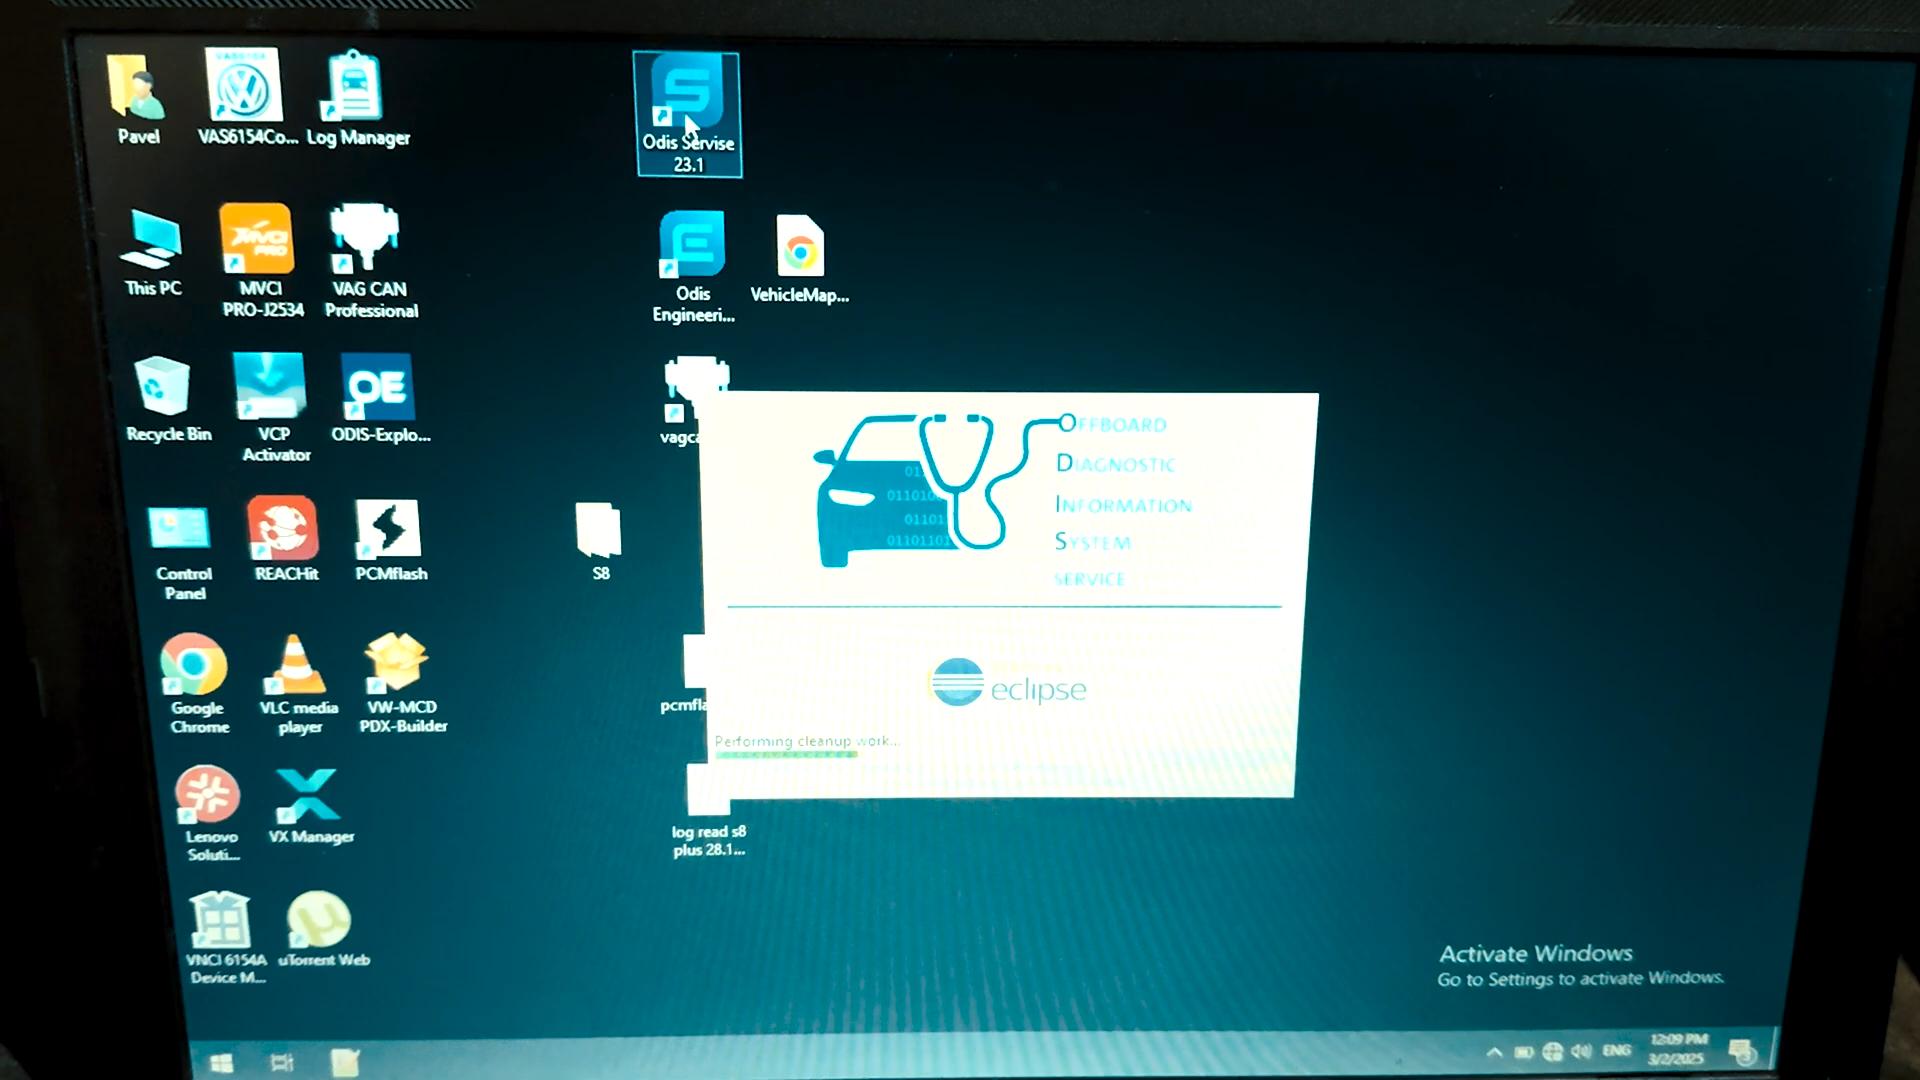 Pavel
VAS6154Co...
Log Manager
Odis Servise
23.1
This PC
MVCI
PRO-J2534
VAG CAN
Professional
Odis
Engineeri...
VehicleMap...
Recycle Bin
VCP
Activator
OE
ODIS-Explo...
vagca
Control
Panel
REACHit
PCMflash
S8
Google
Chrome
VLC media
player
VW-MCD
PDX-Builder
pcmfla
Lenovo
Soluti...
VX Manager
log read s8
plus 28.1...
VNCI 6154A
Device M...
uTorrent Web
OFFBOARD
DIAGNOSTIC
INFORMATION
SYSTEM
SERVICE
eclipse
Performing cleanup work...
Activate Windows
Go to Settings to activate Windows.
ENG
12:09 PM
3/2/2025